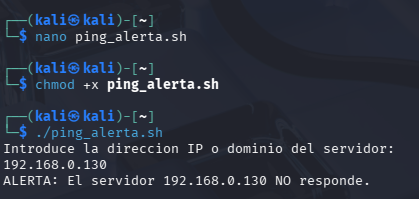 ┌──(kali㉿kali)-[~]
└─$ nano ping_alerta.sh
┌──(kali㉿kali)-[~]
└─$ chmod +x ping_alerta.sh
┌──(kali㉿kali)-[~]
└─$ ./ping_alerta.sh
Introduce la direccion IP o dominio del servidor:
192.168.0.130
ALERTA: El servidor 192.168.0.130 NO responde.